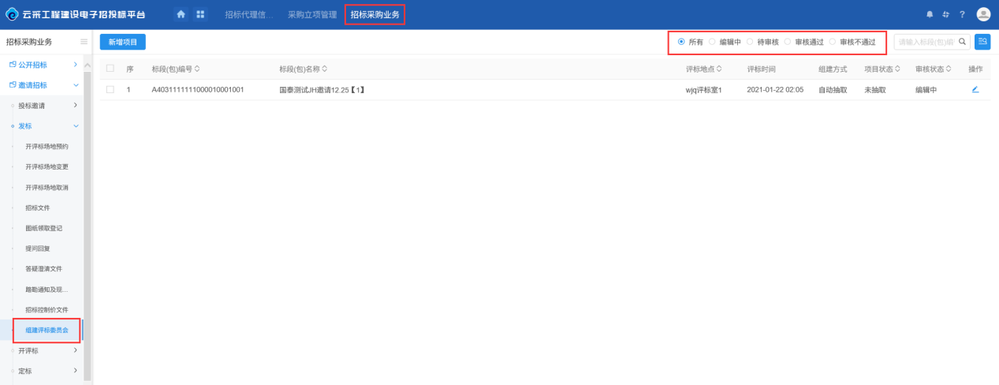 云采工程建设电子招投标平台 招标代理信... 采购立项管理 招标采购业务 ?
招标采购业务 新增项目 所有 编辑中 待审核 审核通过 审核不通过 请输入标段(包)编
公开招标 序 标段(包)编号 标段(包)名称 评标地点 评标时间 组建方式 项目状态 审核状态 操作
邀请招标 1 A4031111111000010001001 国泰测试JH邀请12.25【1】 wjq评标室1 2021-01-22 02:05 自动抽取 未抽取 编辑中
投标邀请
发标
开评标场地预约
开评标场地变更
开评标场地取消
招标文件
图纸领取登记
提问回复
答疑澄清文件
踏勘通知及现...
招标控制价文件
组建评标委员会
开评标
定标